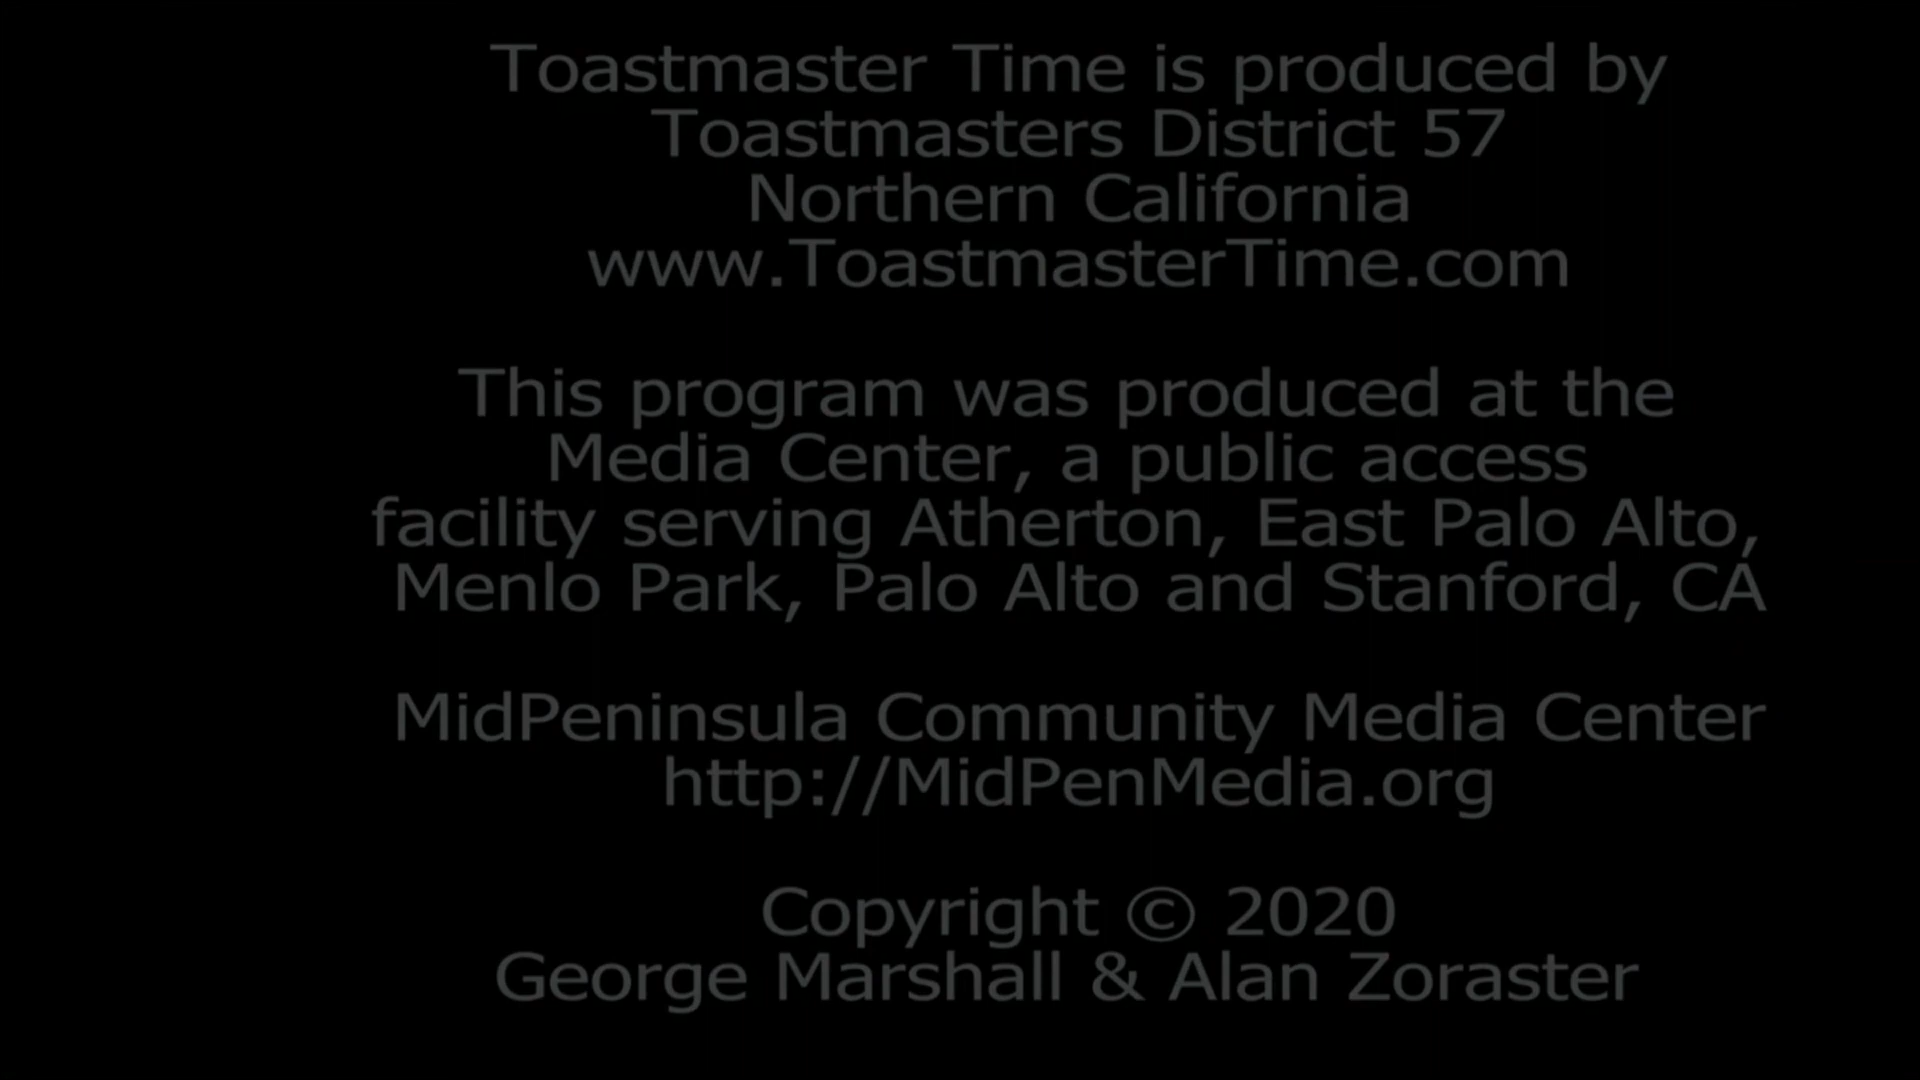 Toastmaster Time is produced by
Toastmasters District 57
Northern California
www.ToastmasterTime.com
This program was produced at the
Media Center, a public access
facility serving Atherton, East Palo Alto,
Menlo Park, Palo Alto and Stanford, CA
MidPeninsula Community Media Center
http://MidPenMedia.org
Copyright © 2020
George Marshall & Alan Zoraster